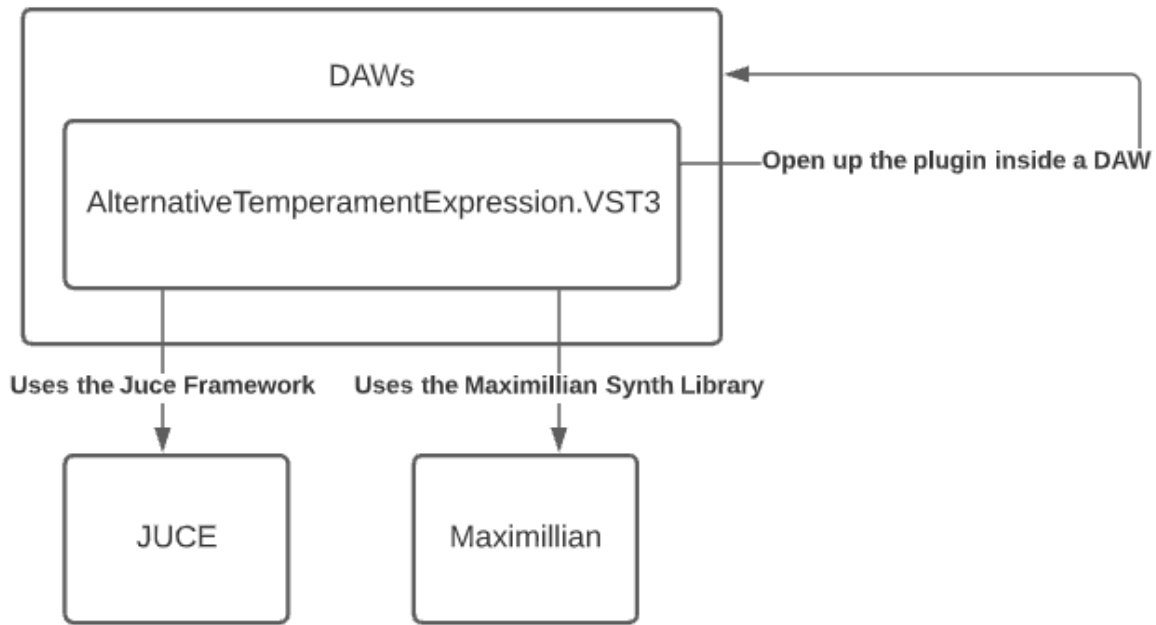 DAWs
AlternativeTemperamentExpression.VST3
Open up the plugin inside a DAW
Uses the Juce Framework
Uses the Maximillian Synth Library
JUCE
Maximillian